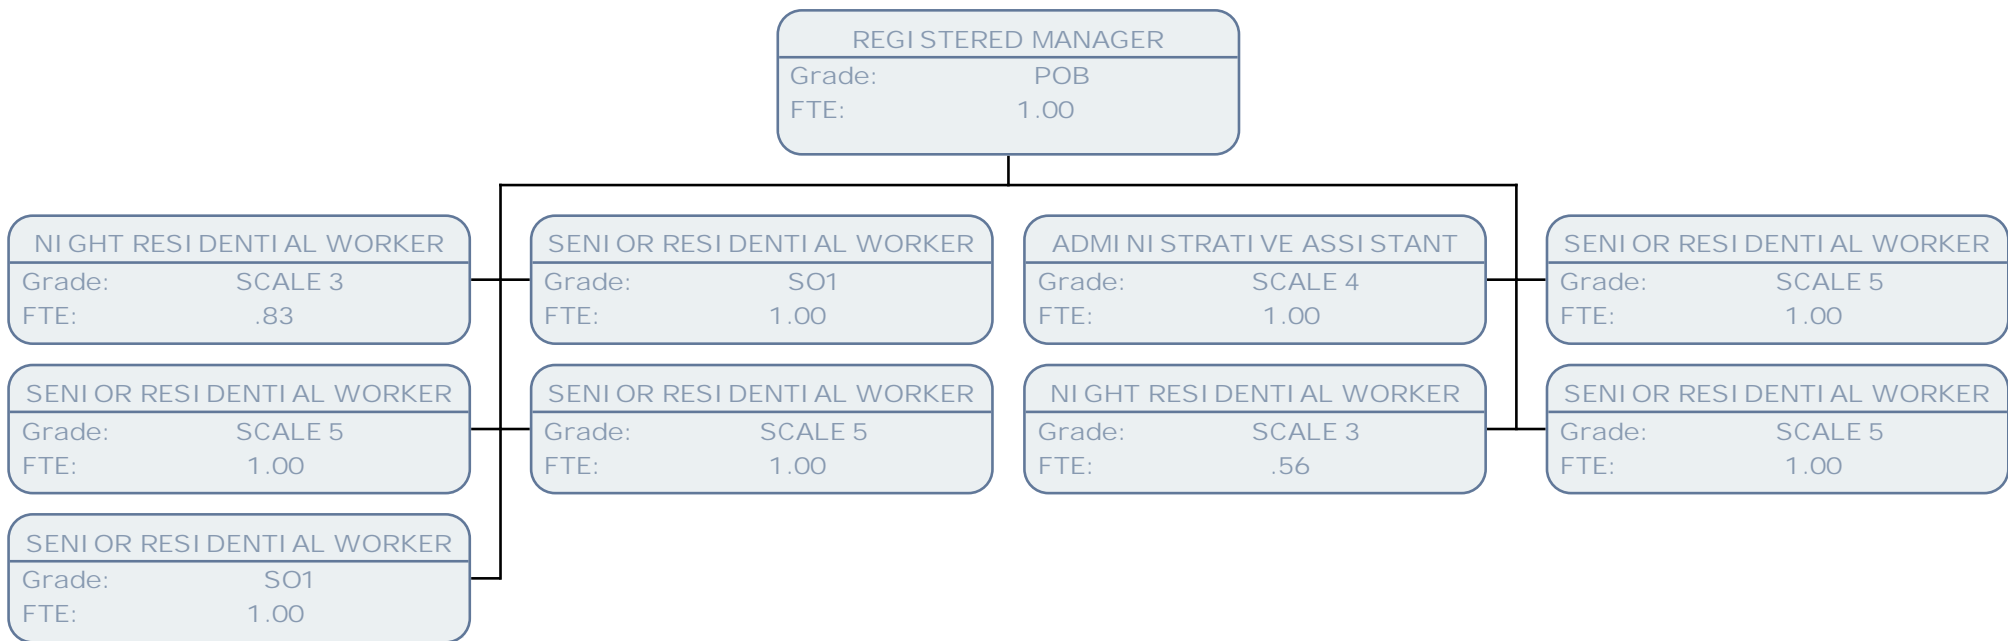 REGISTERED MANAGER
Grade: POB
FTE: 1.00
NIGHT RESIDENTIAL WORKER
Grade: SCALE 3
FTE: .83
SENIOR RESIDENTIAL WORKER
Grade: SO1
FTE: 1.00
ADMINISTRATIVE ASSISTANT
Grade: SCALE 4
FTE: 1.00
SENIOR RESIDENTIAL WORKER
Grade: SCALE 5
FTE: 1.00
SENIOR RESIDENTIAL WORKER
Grade: SCALE 5
FTE: 1.00
SENIOR RESIDENTIAL WORKER
Grade: SCALE 5
FTE: 1.00
NIGHT RESIDENTIAL WORKER
Grade: SCALE 3
FTE: .56
SENIOR RESIDENTIAL WORKER
Grade: SCALE 5
FTE: 1.00
SENIOR RESIDENTIAL WORKER
Grade: SO1
FTE: 1.00